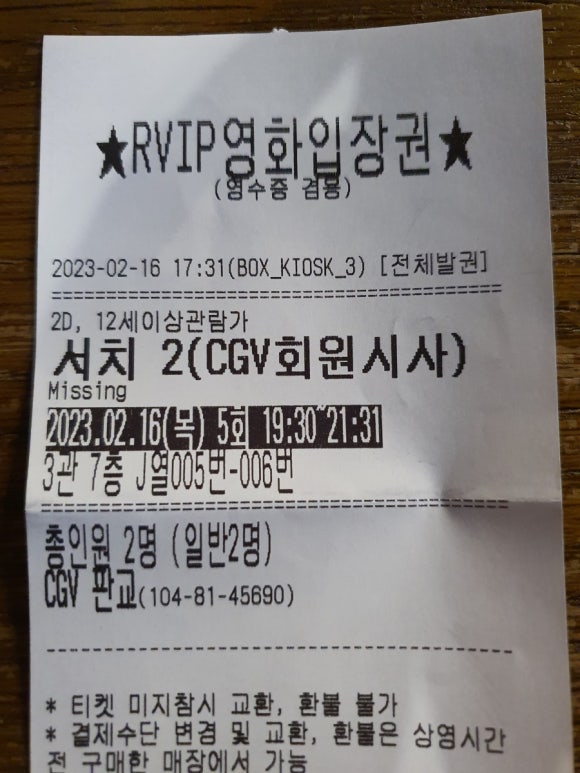 ★RVIP영화입장권★
(영수증 겸용)
2023-02-16 17:31(BOX_KIOSK_3) [전체발권]
2D, 12세이상관람가
서치 2(CGV회원시사)
Missing
2023.02.16(목) 5회 19:30~21:31
3관 7층 J열005번-006번
총인원 2명 (일반2명)
CGV 판교(104-81-45690)
* 티켓 미지참시 교환, 환불 불가
* 결제수단 변경 및 교환, 환불은 상영시간
전 구매한 매장에서 가능